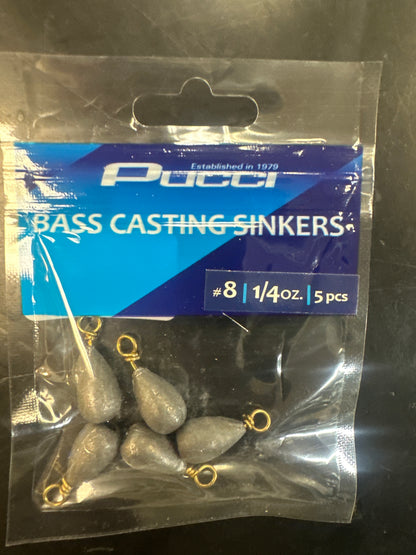 Established in 1979
Pucci
BASS CASTING SINKERS
#8 | 1/4OZ. | 5 pcs